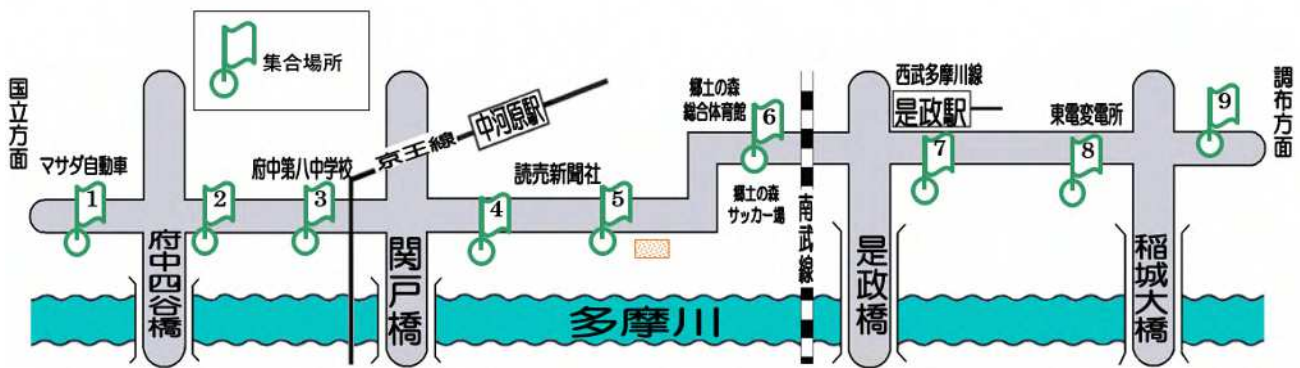 集合場所
国立方面
マサダ自動車
1
府中四谷橋
2
府中第八中学校
3
京王線
中河原駅
関戸橋
4
読売新聞社
5
郷土の森
総合体育館
6
郷土の森
サッカー場
南武線
西武多摩川線
是政駅
是政橋
7
東電変電所
8
稲城大橋
9
調布方面
多摩川